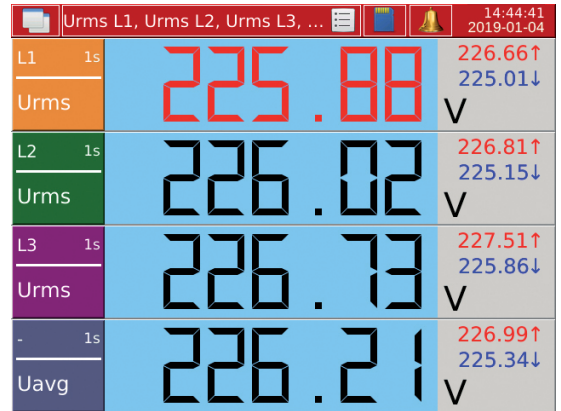 Urms L1, Urms L2, Urms L3, ...
14:44:41
2019-01-04
L1 1s
Urms
225.88
226.66↑
225.01↓
V
L2 1s
Urms
226.02
226.81↑
225.15↓
V
L3 1s
Urms
226.73
227.51↑
225.86↓
V
- 1s
Uavg
226.21
226.99↑
225.34↓
V